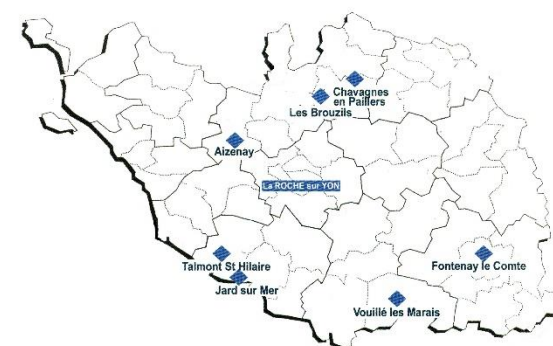 Chavagnes
en Paillers
Les Brouzils
Aizenay
La ROCHE sur YON
Talmont St Hilaire
Jard sur Mer
Fontenay le Comte
Vouillé les Marais